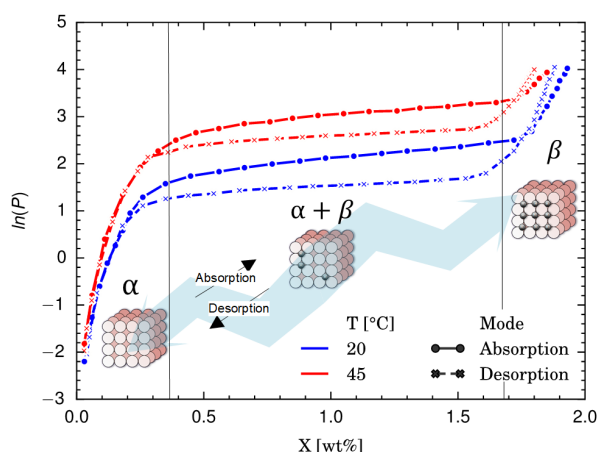 5
4
3
2
1
0
−1
−2
−3
ln(P)
α
α + β
β
Absorption
Desorption
T [°C]
20
45
Mode
Absorption
Desorption
0.0 0.5 1.0 1.5 2.0
X [wt%]